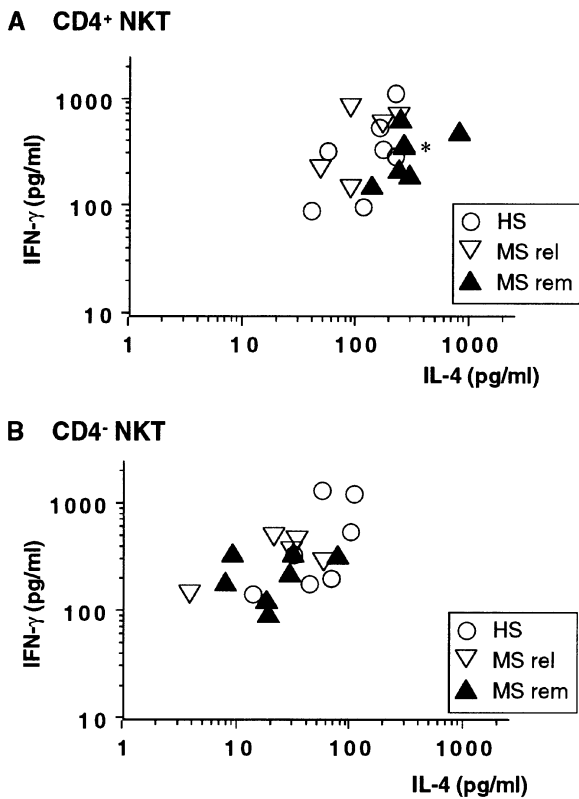 A CD4+ NKT
IFN-γ (pg/ml)
1000
100
10
*
HS
MS rel
MS rem
1 10 100 1000
IL-4 (pg/ml)
B CD4- NKT
IFN-γ (pg/ml)
1000
100
10
HS
MS rel
MS rem
1 10 100 1000
IL-4 (pg/ml)